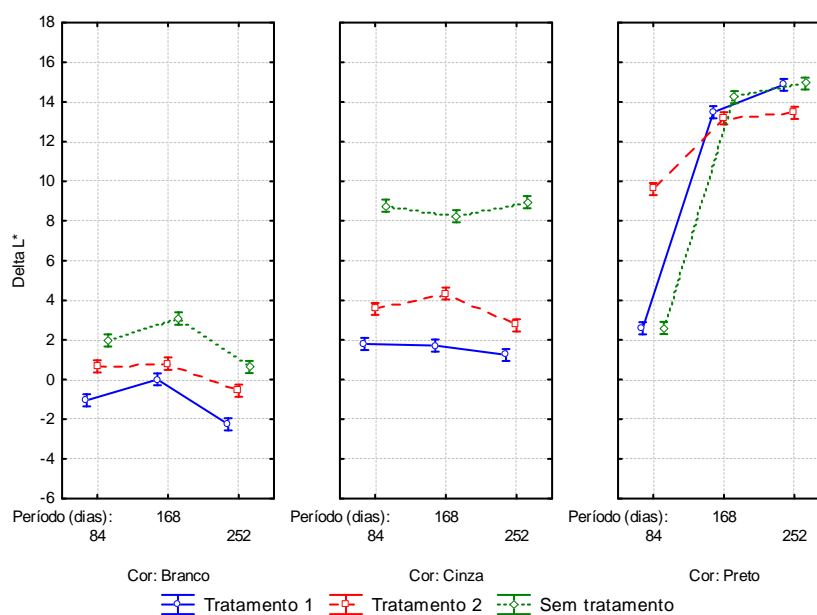 Delta L*
18
16
14
12
10
8
6
4
2
0
-2
-4
-6
Período (dias): 168 Período (dias): 168 Período (dias): 168
84 252 84 252 84 252
Cor: Branco Cor: Cinza Cor: Preto
Tratamento 1 Tratamento 2 Sem tratamento